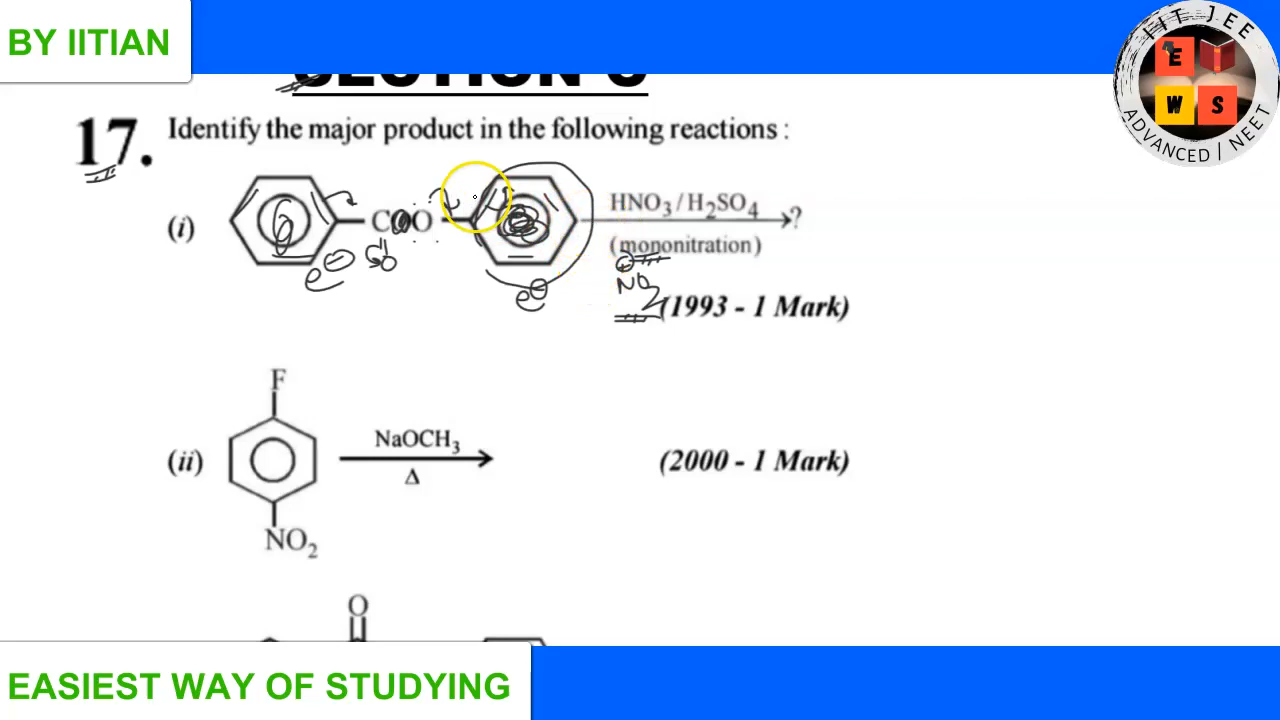 BY IITIAN
IIT JEE
E
W S
ADVANCED | NEET
17. Identify the major product in the following reactions :
(i) COO HNO3/H2SO4 ?
(mononitration)
e⊖ e⊖ ⊕NO2
(1993 - 1 Mark)
F
(ii) NaOCH3 (2000 - 1 Mark)
Δ
NO2
O
EASIEST WAY OF STUDYING